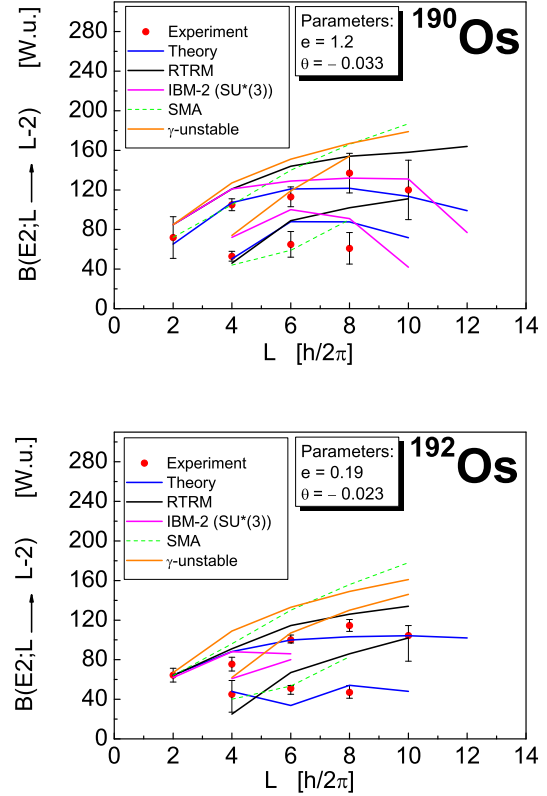 280
240
200
160
120
80
40
0
B(E2;L ⟶ L-2) [W.u.]
Experiment
Theory
RTRM
IBM-2 (SU*(3))
SMA
γ-unstable
Parameters:
e = 1.2
θ = − 0.033
190Os
0 2 4 6 8 10 12 14
L [h/2π]
280
240
200
160
120
80
40
0
B(E2;L ⟶ L-2) [W.u.]
Experiment
Theory
RTRM
IBM-2 (SU*(3))
SMA
γ-unstable
Parameters:
e = 0.19
θ = − 0.023
192Os
0 2 4 6 8 10 12 14
L [h/2π]